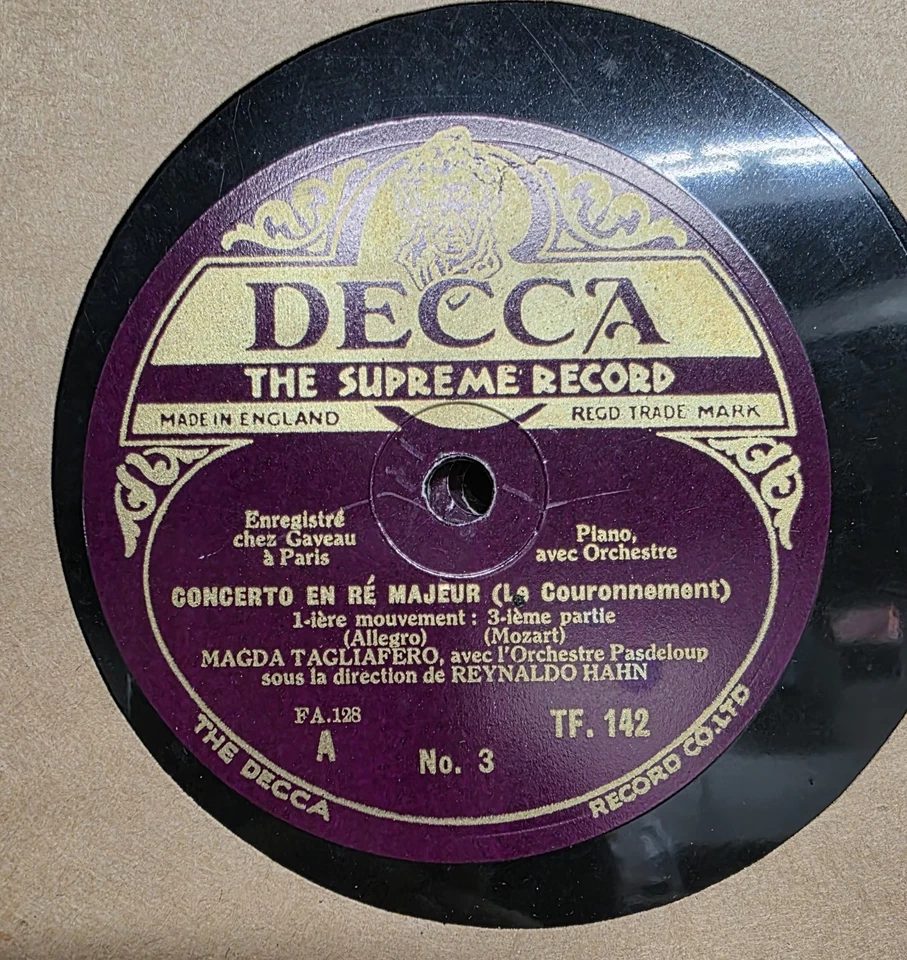 DECCA
THE SUPREME RECORD
MADE IN ENGLAND
REGD TRADE MARK
Enregistré
chez Gaveau
à Paris
Piano,
avec Orchestre
CONCERTO EN RÉ MAJEUR (Le Couronnement)
1-ière mouvement: 3-ième partie
(Allegro) (Mozart)
MAGDA TAGLIAFERO, avec l'Orchestre Pasdeloup
sous la direction de REYNALDO HAHN
FA.128
A
No. 3
TF. 142
THE DECCA
RECORD CO. LTD